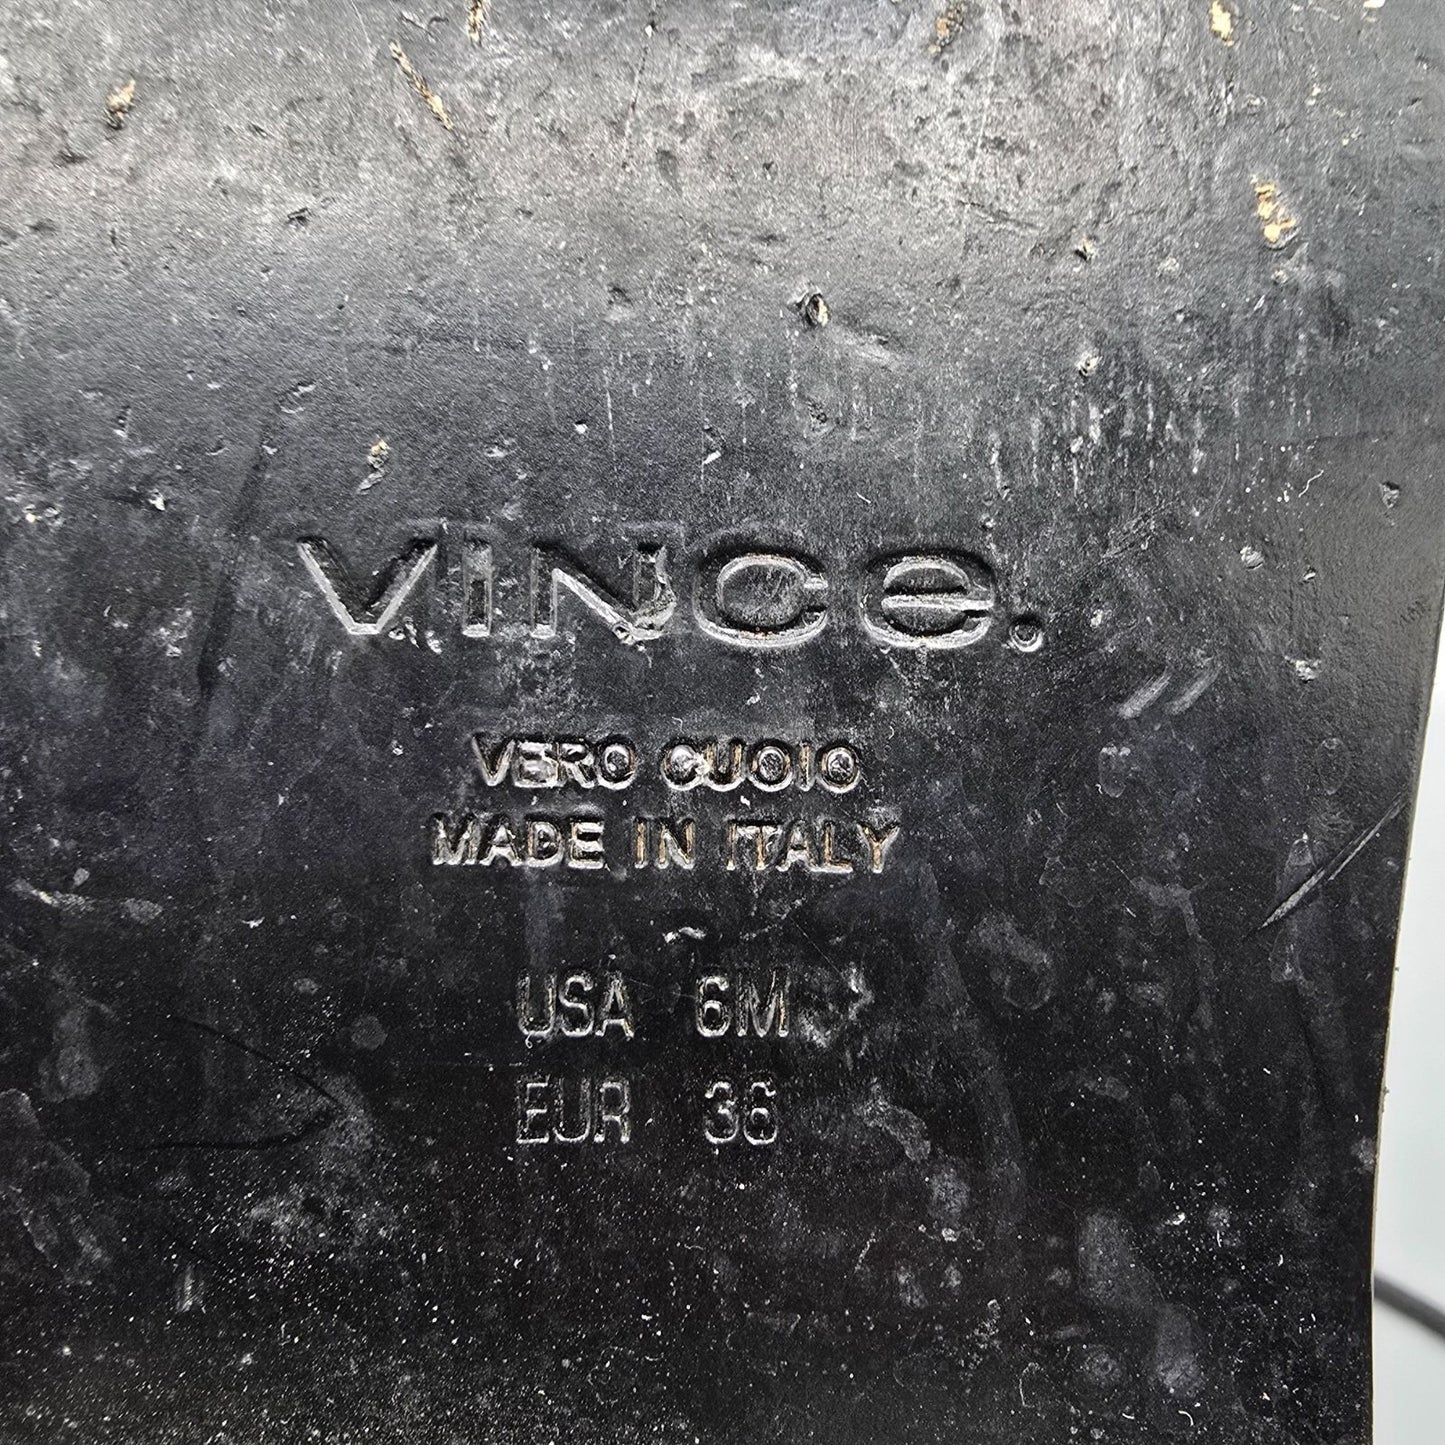 VINCE.
VERO CUOIO
MADE IN ITALY
USA 6M
EUR 36